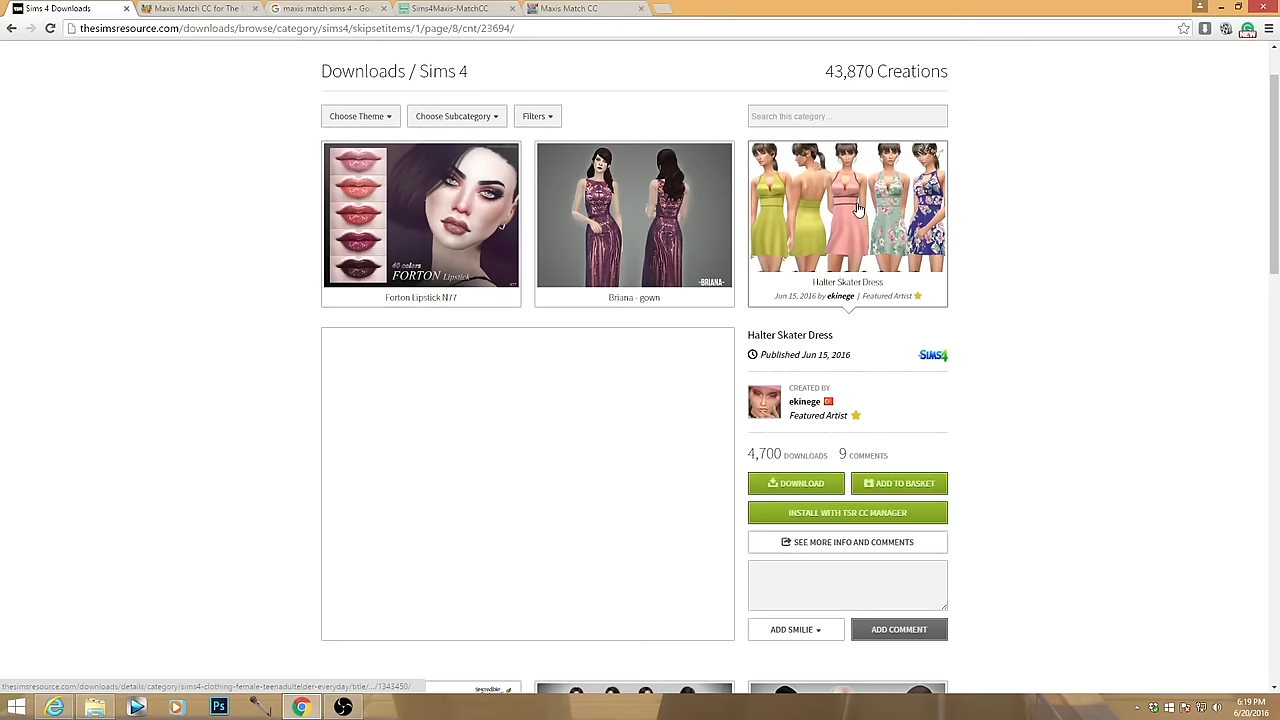 Sims 4 Downloads
Maxis Match CC for The S
maxis match sims 4 - Go
Sims4Maxis-MatchCC
Maxis Match CC
thesimsresource.com/downloads/browse/category/sims4/skipsetitems/1/page/8/cnt/23694/
NEW
Downloads / Sims 4
43,870 Creations
Choose Theme
Choose Subcategory
Filters
Search this category...
40 colors
FORTON Lipstick
N77
-BRIANA-
Forton Lipstick N77
Briana - gown
Halter Skater Dress
Jun 15, 2016 by ekinege | Featured Artist
Halter Skater Dress
Published Jun 15, 2016
SIMS4
CREATED BY
ekinege
Featured Artist
4,700 DOWNLOADS 9 COMMENTS
DOWNLOAD
ADD TO BASKET
INSTALL WITH TSR CC MANAGER
SEE MORE INFO AND COMMENTS
ADD SMILIE
ADD COMMENT
thesimsresource.com/downloads/details/category/sims4-clothing-female-teenadultelder-everyday/title/.../1343450/
SIMcredible!
Ps
6:19 PM
6/20/2016